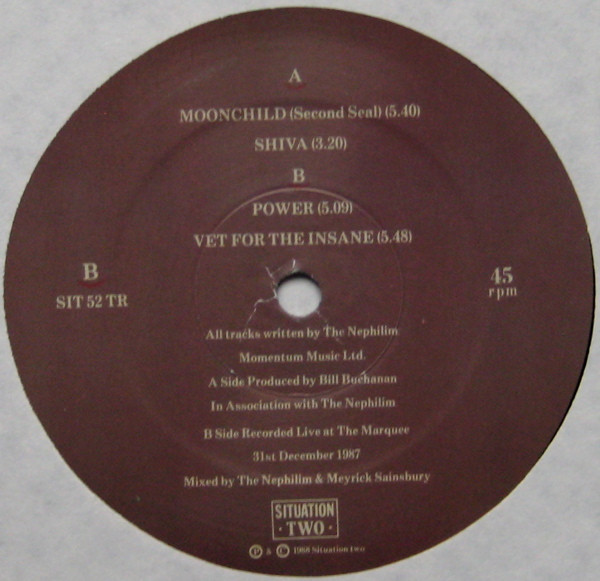 A
MOONCHILD (Second Seal) (5.40)
SHIVA (3.20)
B
POWER (5.09)
VET FOR THE INSANE (5.48)
B
SIT 52 TR
45
rpm
All tracks written by The Nephilim
Momentum Music Ltd.
A Side Produced by Bill Buchanan
In Association with The Nephilim
B Side Recorded Live at The Marquee
31st December 1987
Mixed by The Nephilim & Meyrick Sainsbury
SITUATION
· TWO ·
Ⓟ & Ⓒ 1988 Situation two